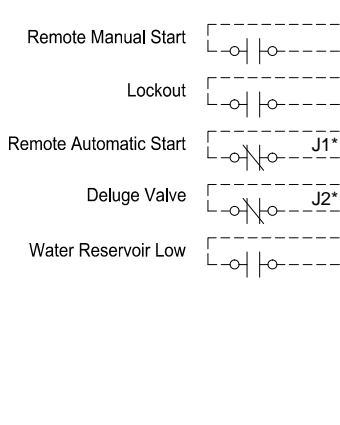 Remote Manual Start
Lockout
Remote Automatic Start J1*
Deluge Valve J2*
Water Reservoir Low